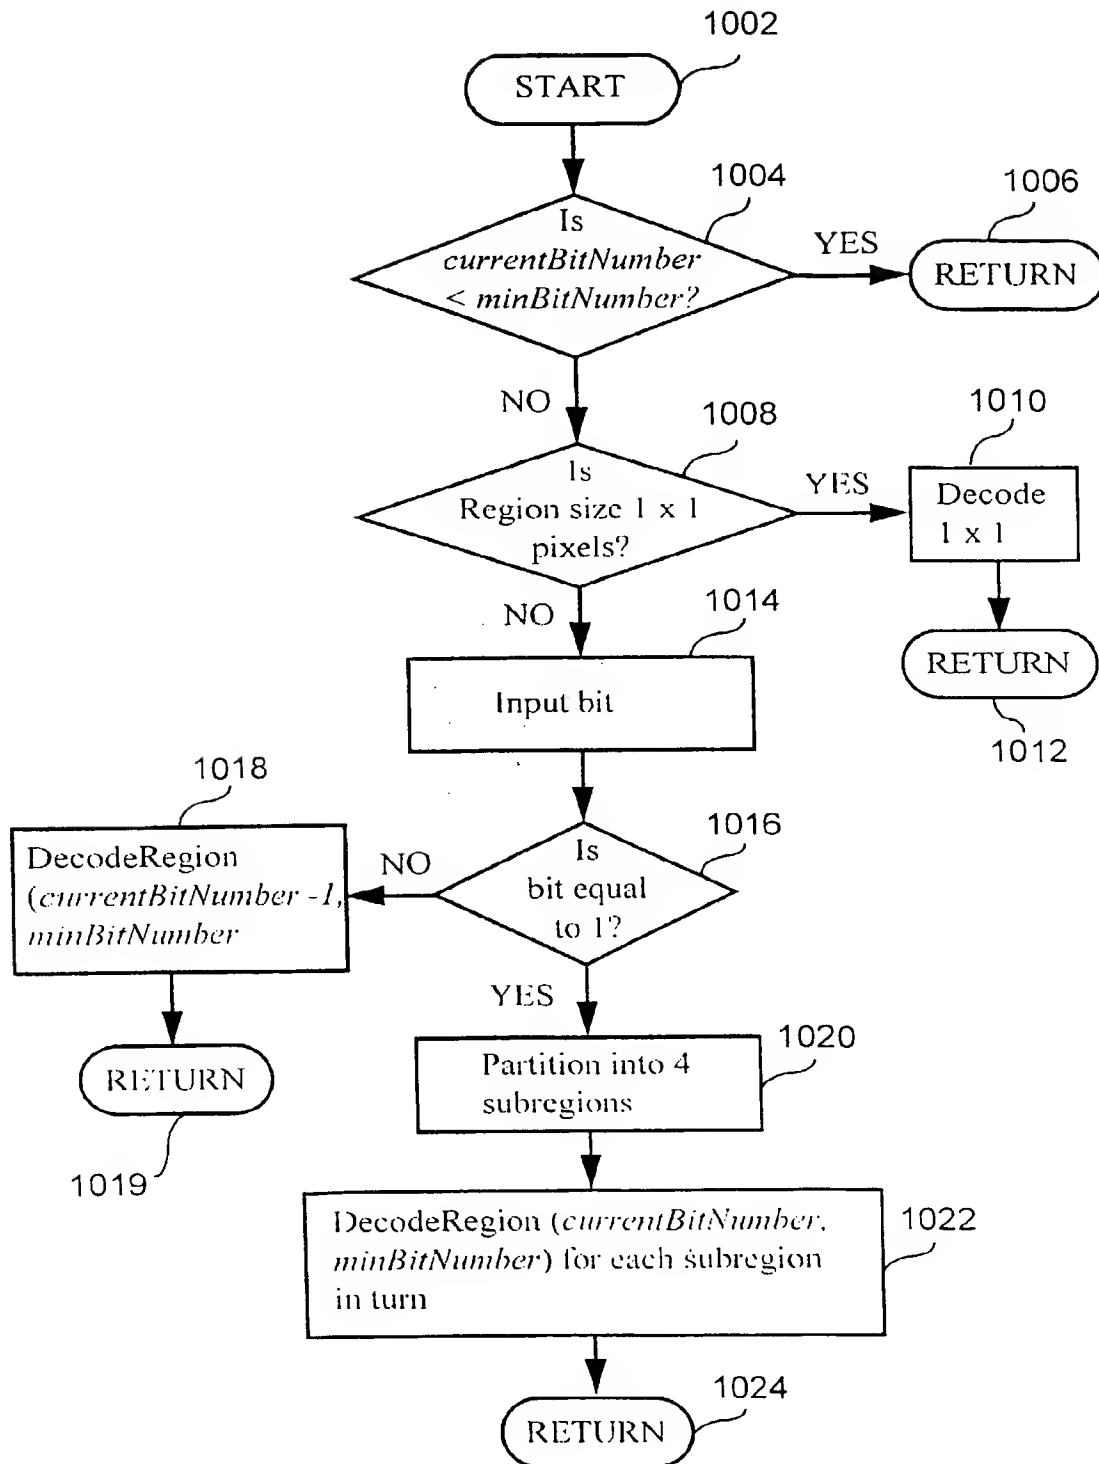 1002
START
1004
Is
currentBitNumber
< minBitNumber?
YES
1006
RETURN
NO
1008
Is
Region size 1 x 1
pixels?
YES
1010
Decode
1 x 1
RETURN
1012
NO
1014
Input bit
1016
Is
bit equal
to 1?
NO
1018
DecodeRegion
(currentBitNumber -1,
minBitNumber
RETURN
1019
YES
1020
Partition into 4
subregions
1022
DecodeRegion (currentBitNumber,
minBitNumber) for each subregion
in turn
RETURN
1024